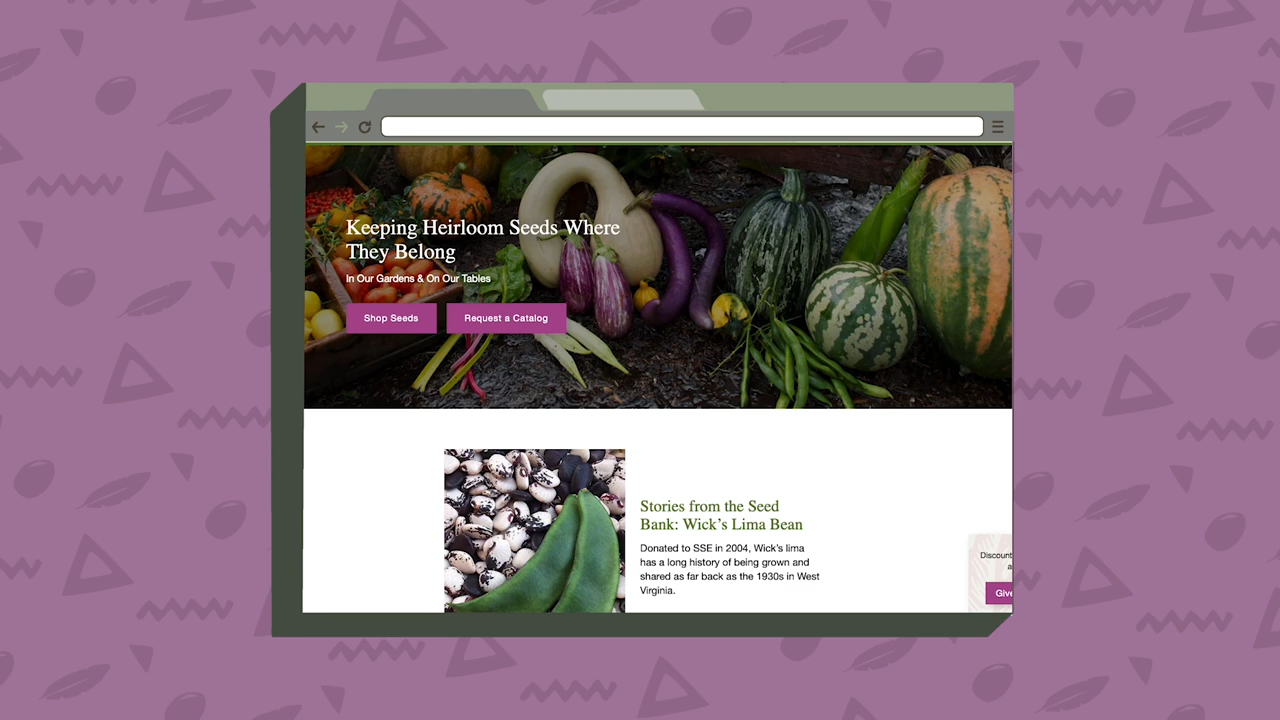 Keeping Heirloom Seeds Where
They Belong
In Our Gardens & On Our Tables
Shop Seeds
Request a Catalog
Stories from the Seed
Bank: Wick’s Lima Bean
Donated to SSE in 2004, Wick’s lima
has a long history of being grown and
shared as far back as the 1930s in West
Virginia.
Discount
a
Give